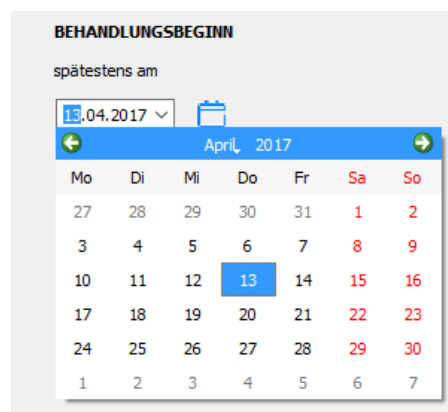 BEHANDLUNGSBEGINN
spätestens am
13.04.2017
April, 2017
Mo Di Mi Do Fr Sa So
27 28 29 30 31 1 2
3 4 5 6 7 8 9
10 11 12 13 14 15 16
17 18 19 20 21 22 23
24 25 26 27 28 29 30
1 2 3 4 5 6 7